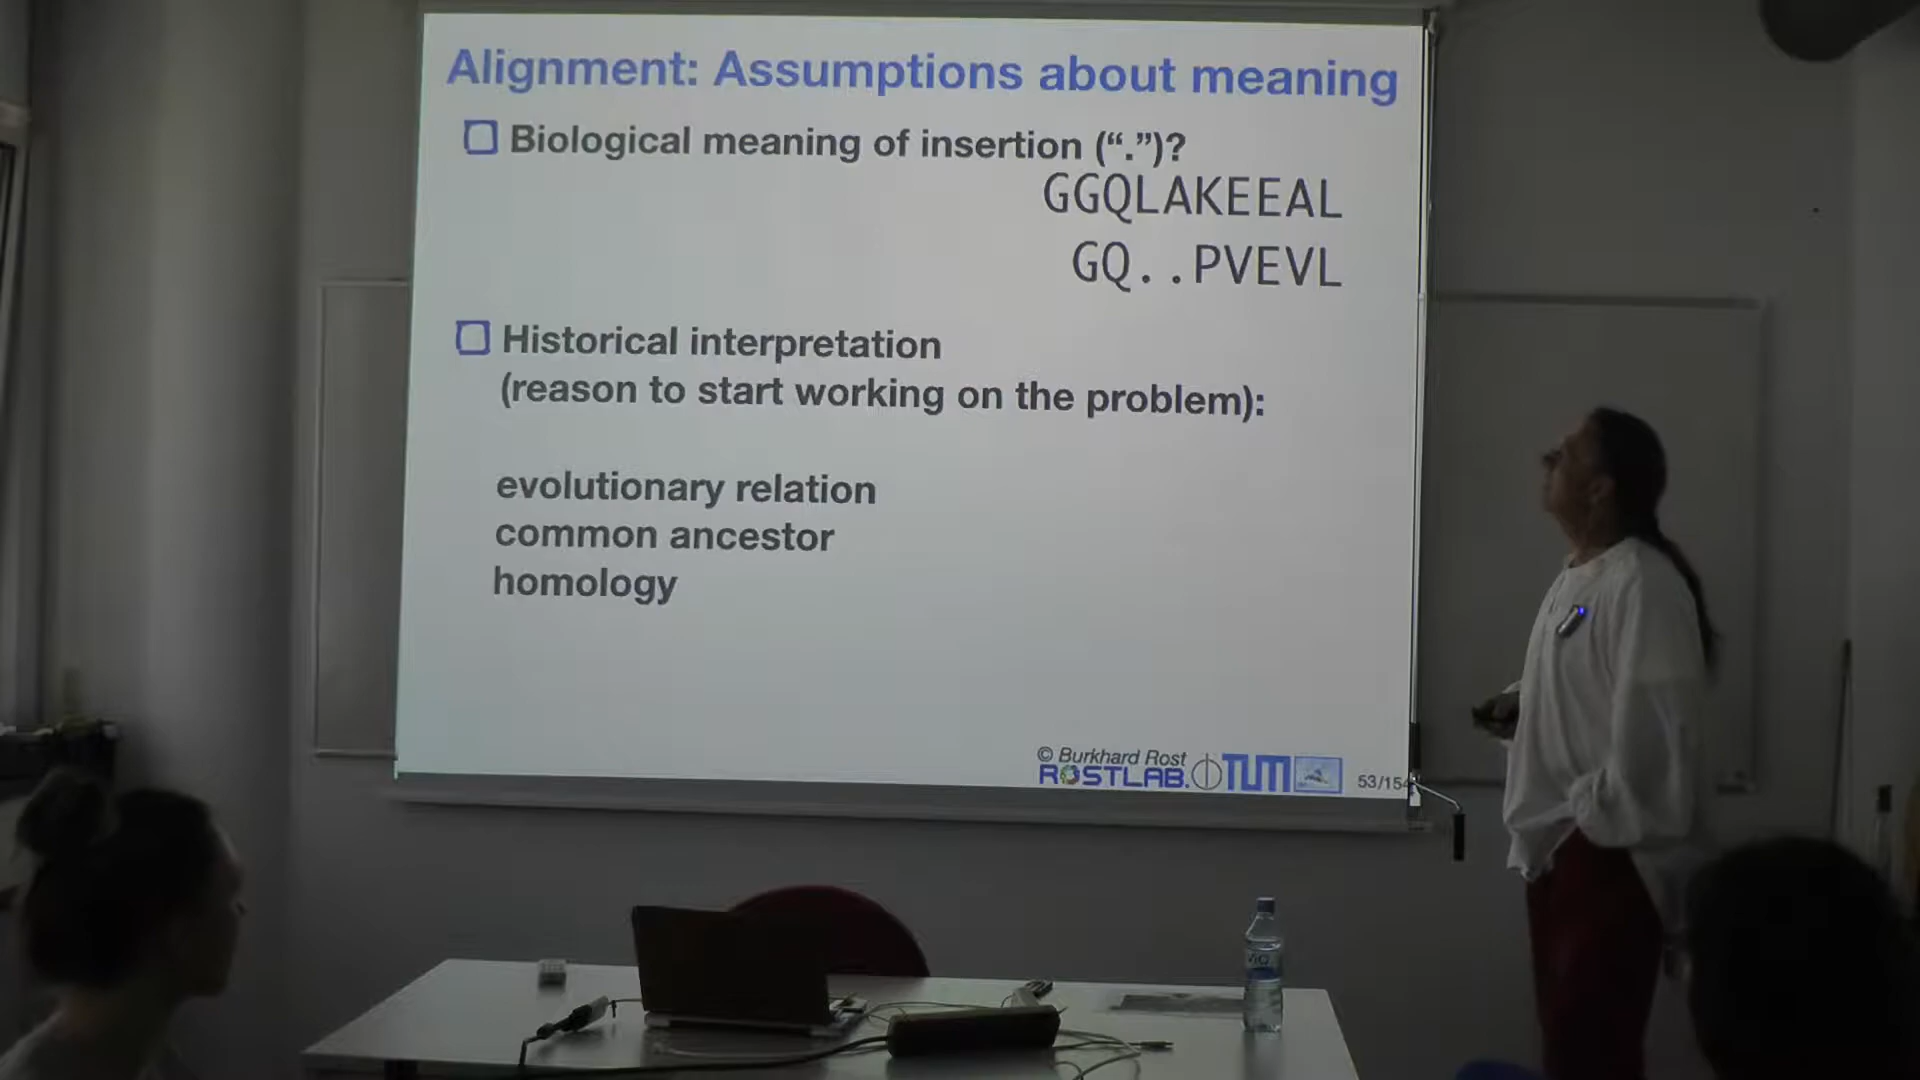 Alignment: Assumptions about meaning
Biological meaning of insertion (“.”)?
GGQLAKEEAL
GQ..PVEVL
Historical interpretation
(reason to start working on the problem):
evolutionary relation
common ancestor
homology
© Burkhard Rost
ROSTLAB.
TUM
53/154